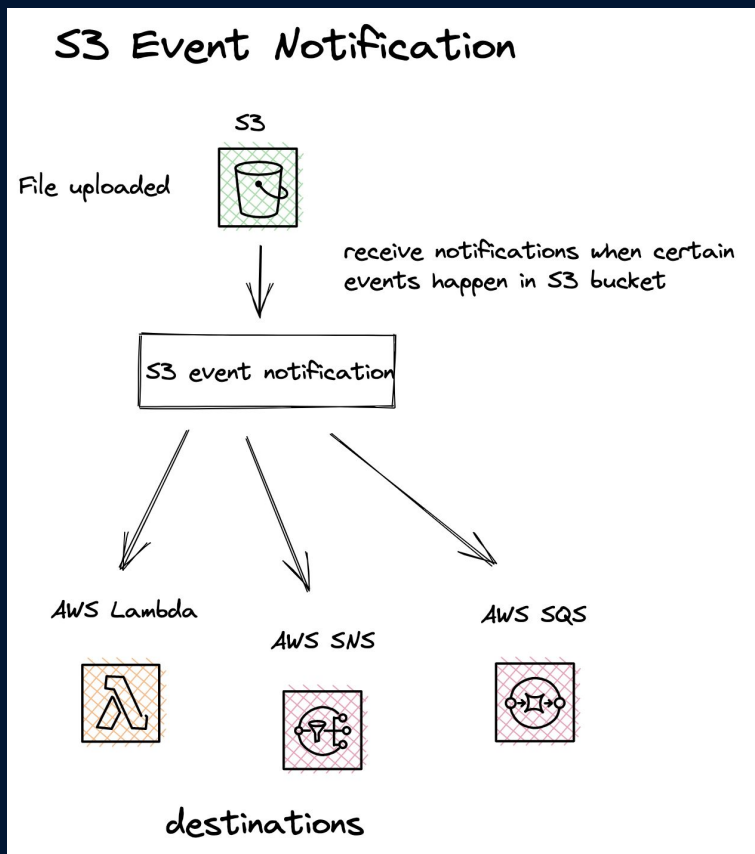 S3 Event Notification
S3
File uploaded
receive notifications when certain
events happen in S3 bucket
S3 event notification
AWS Lambda
AWS SNS
AWS SQS
destinations